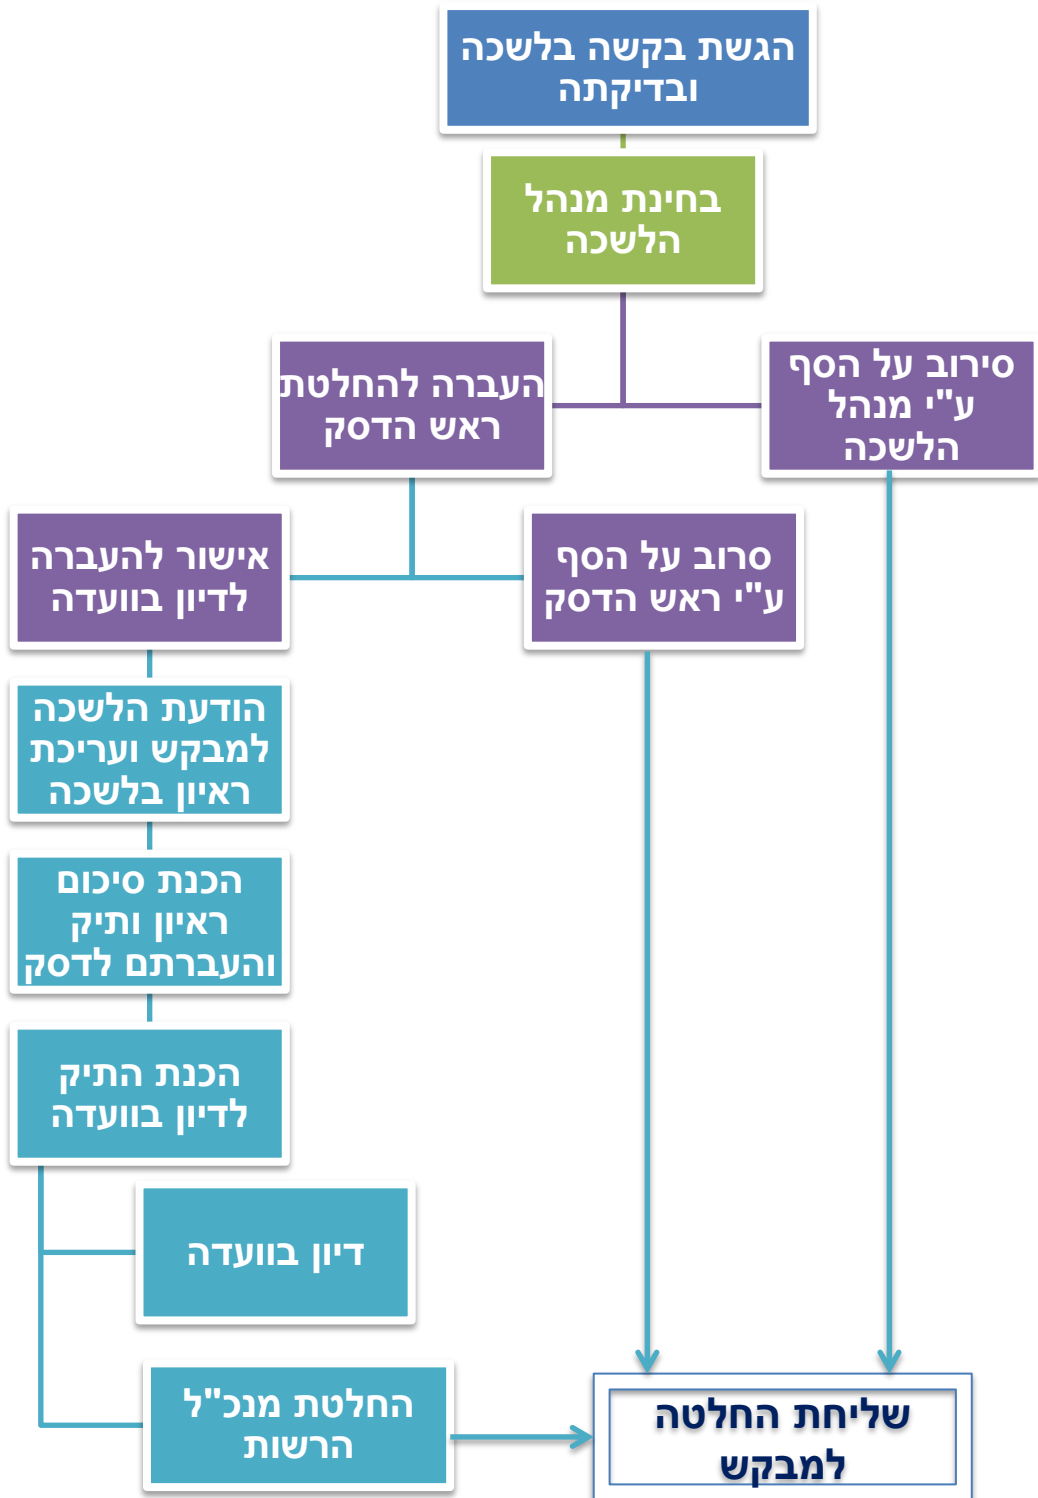 הגשת בקשה בלשכה
ובדיקתה
בחינת מנהל
הלשכה
סירוב על הסף
ע"י מנהל
הלשכה
העברה להחלטת
ראש הדסק
סרוב על הסף
ע"י ראש הדסק
אישור להעברה
לדיון בוועדה
הודעת הלשכה
למבקש ועריכת
ראיון בלשכה
הכנת סיכום
ראיון ותיק
והעברתם לדסק
הכנת התיק
לדיון בוועדה
דיון בוועדה
החלטת מנכ"ל
הרשות
שליחת החלטה
למבקש